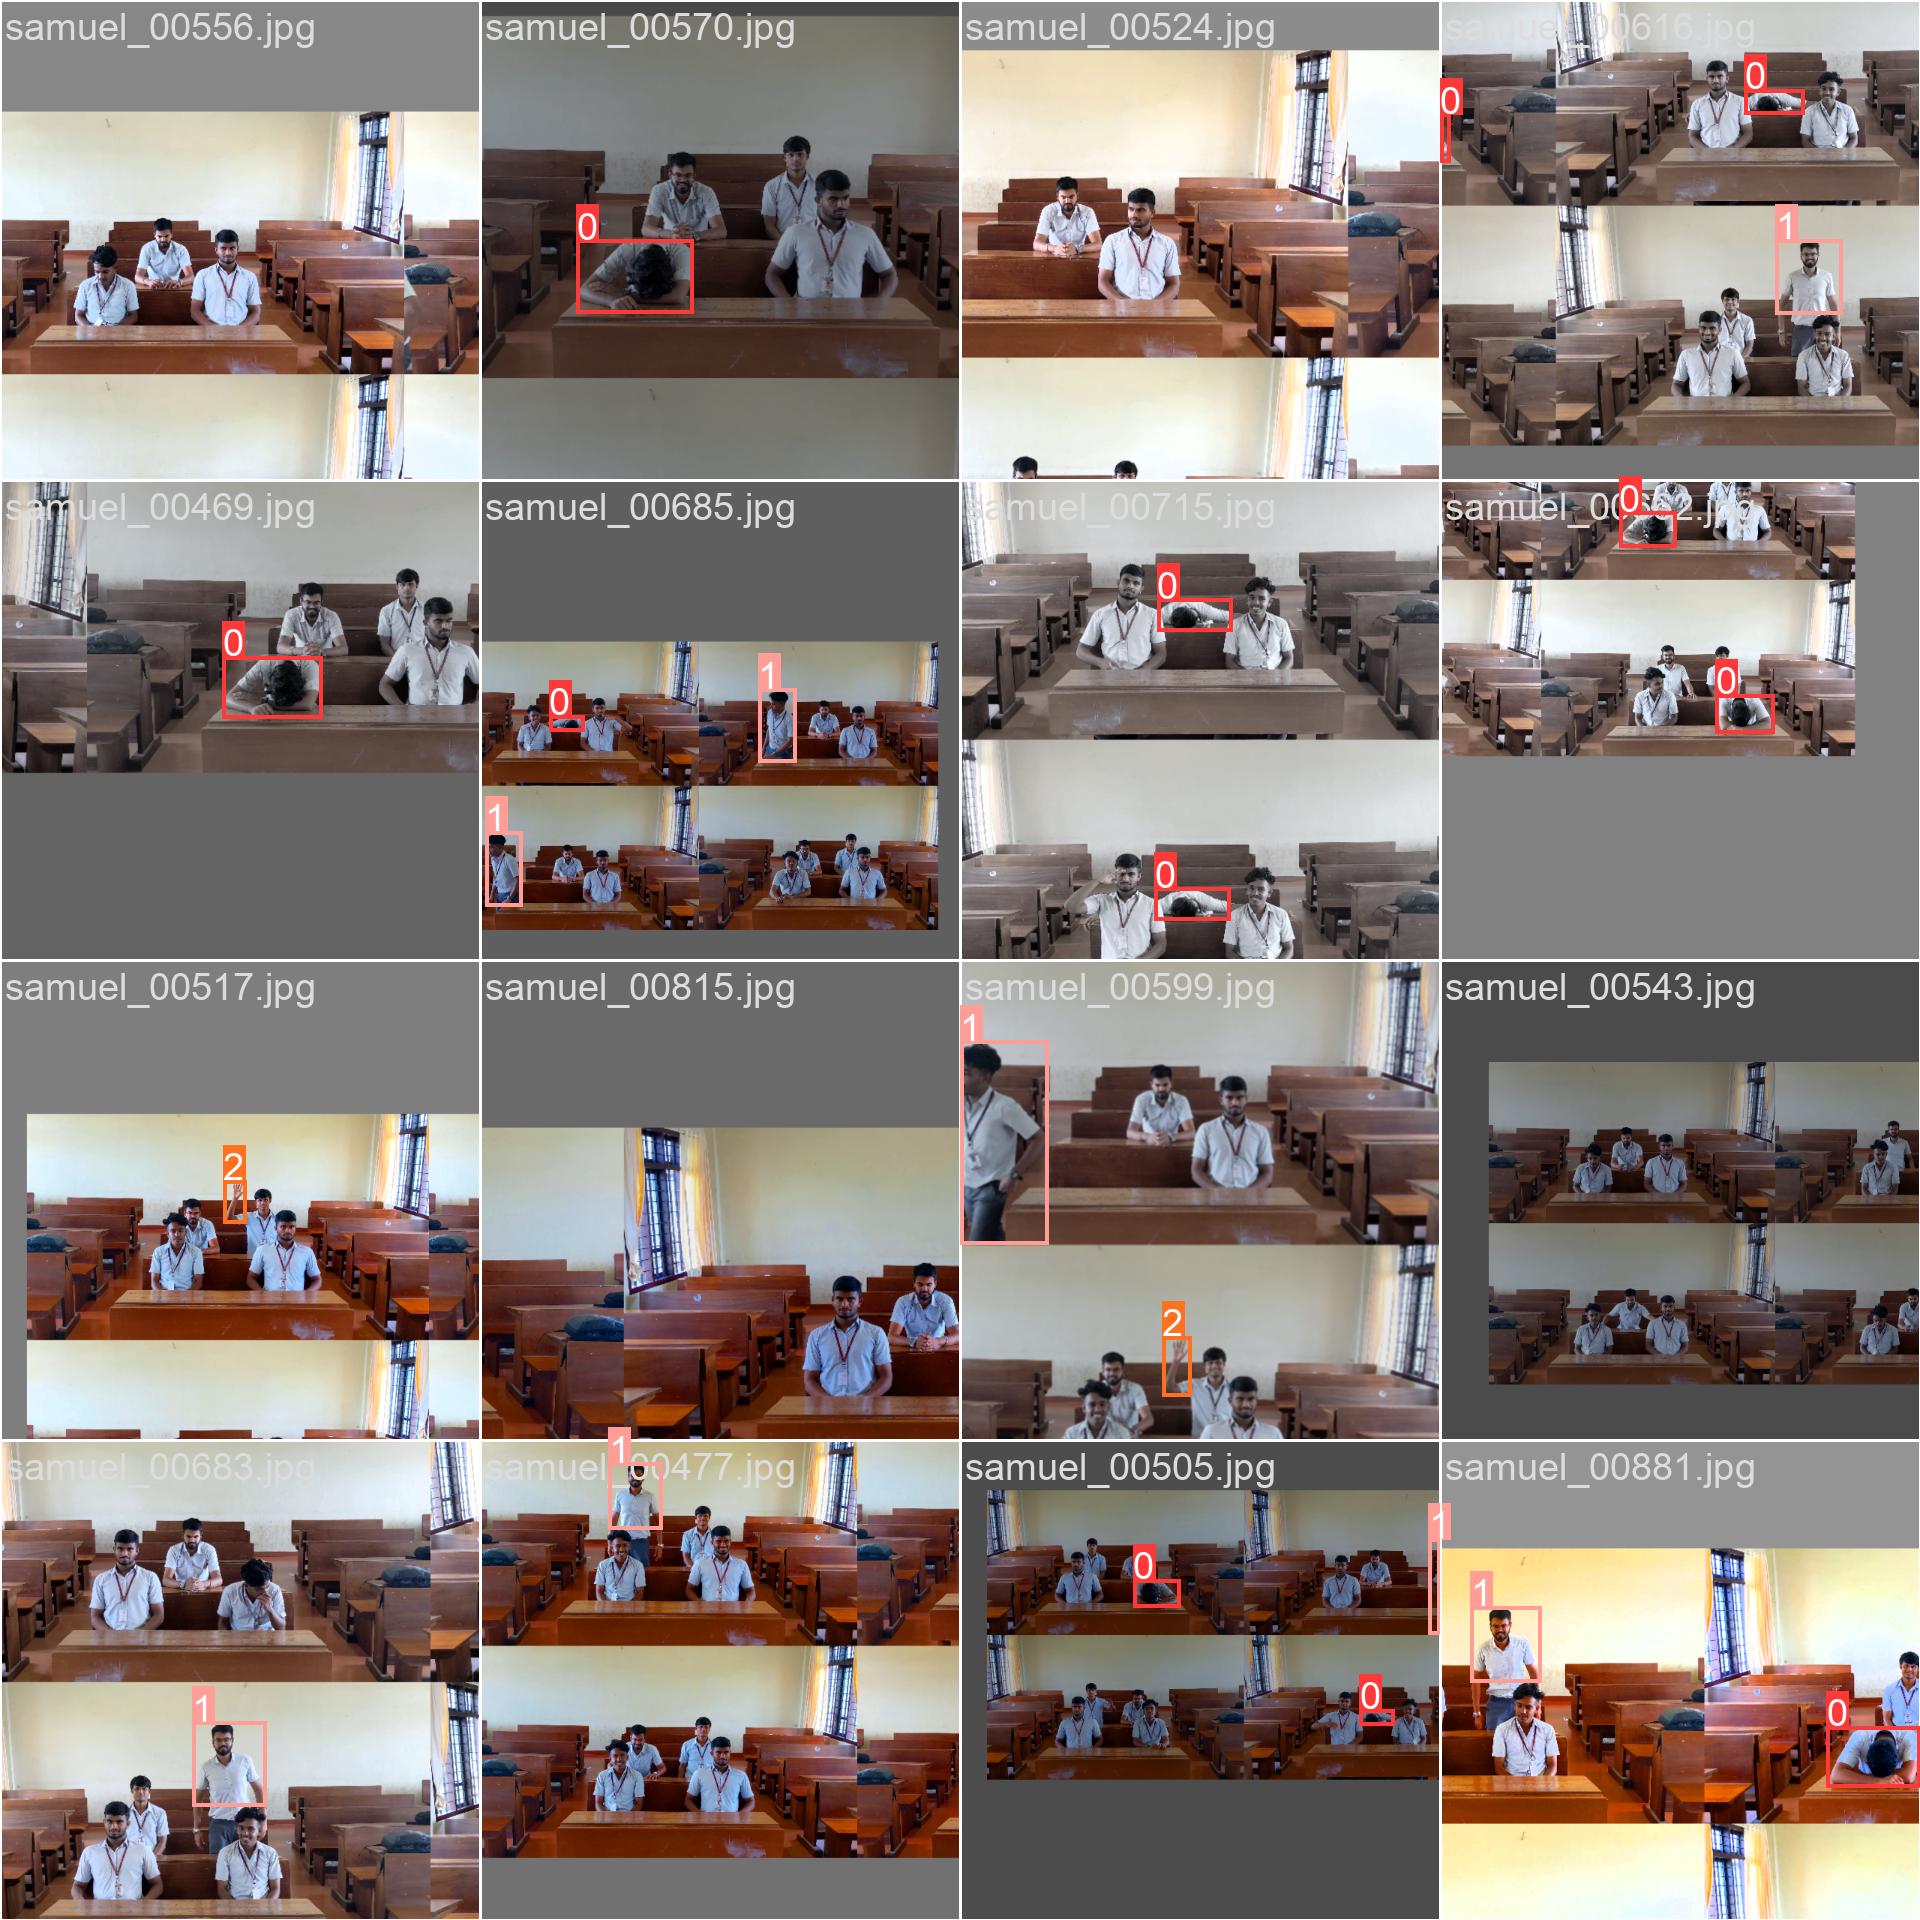 samuel_00556.jpg
samuel_00570.jpg
samuel_00524.jpg
samuel_00616.jpg
0
0
0
1
samuel_00469.jpg
samuel_00685.jpg
samuel_00715.jpg
0
0
0
0
1
0
1
0
samuel_00517.jpg
samuel_00815.jpg
samuel_00599.jpg
samuel_00543.jpg
1
2
2
samuel_00683.jpg
1
samuel_00477.jpg
samuel_00505.jpg
samuel_00881.jpg
1
0
1
1
0
0